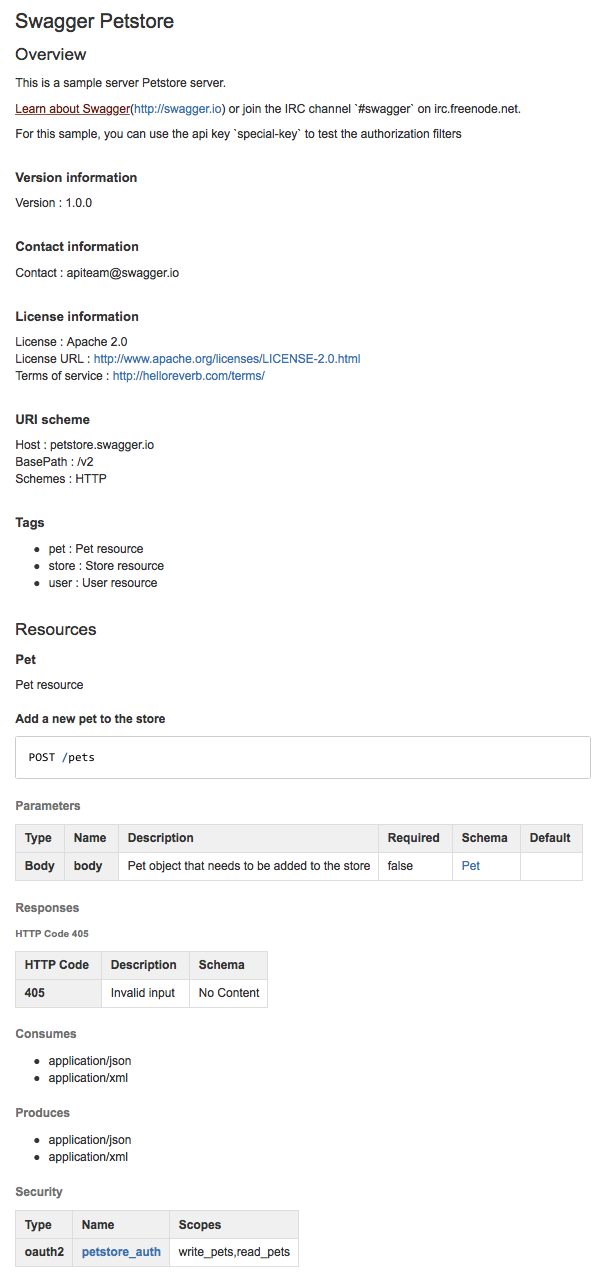 Swagger Petstore
Overview
This is a sample server Petstore server.
Learn about Swagger(http://swagger.io) or join the IRC channel `#swagger` on irc.freenode.net.
For this sample, you can use the api key `special-key` to test the authorization filters
Version information
Version : 1.0.0
Contact information
Contact : apiteam@swagger.io
License information
License : Apache 2.0
License URL : http://www.apache.org/licenses/LICENSE-2.0.html
Terms of service : http://helloreverb.com/terms/
URI scheme
Host : petstore.swagger.io
BasePath : /v2
Schemes : HTTP
Tags
• pet : Pet resource
• store : Store resource
• user : User resource
Resources
Pet
Pet resource
Add a new pet to the store
POST /pets
Parameters
Type Name Description Required Schema Default
Body body Pet object that needs to be added to the store false Pet
Responses
HTTP Code 405
HTTP Code Description Schema
405 Invalid input No Content
Consumes
• application/json
• application/xml
Produces
• application/json
• application/xml
Security
Type Name Scopes
oauth2 petstore_auth write_pets,read_pets